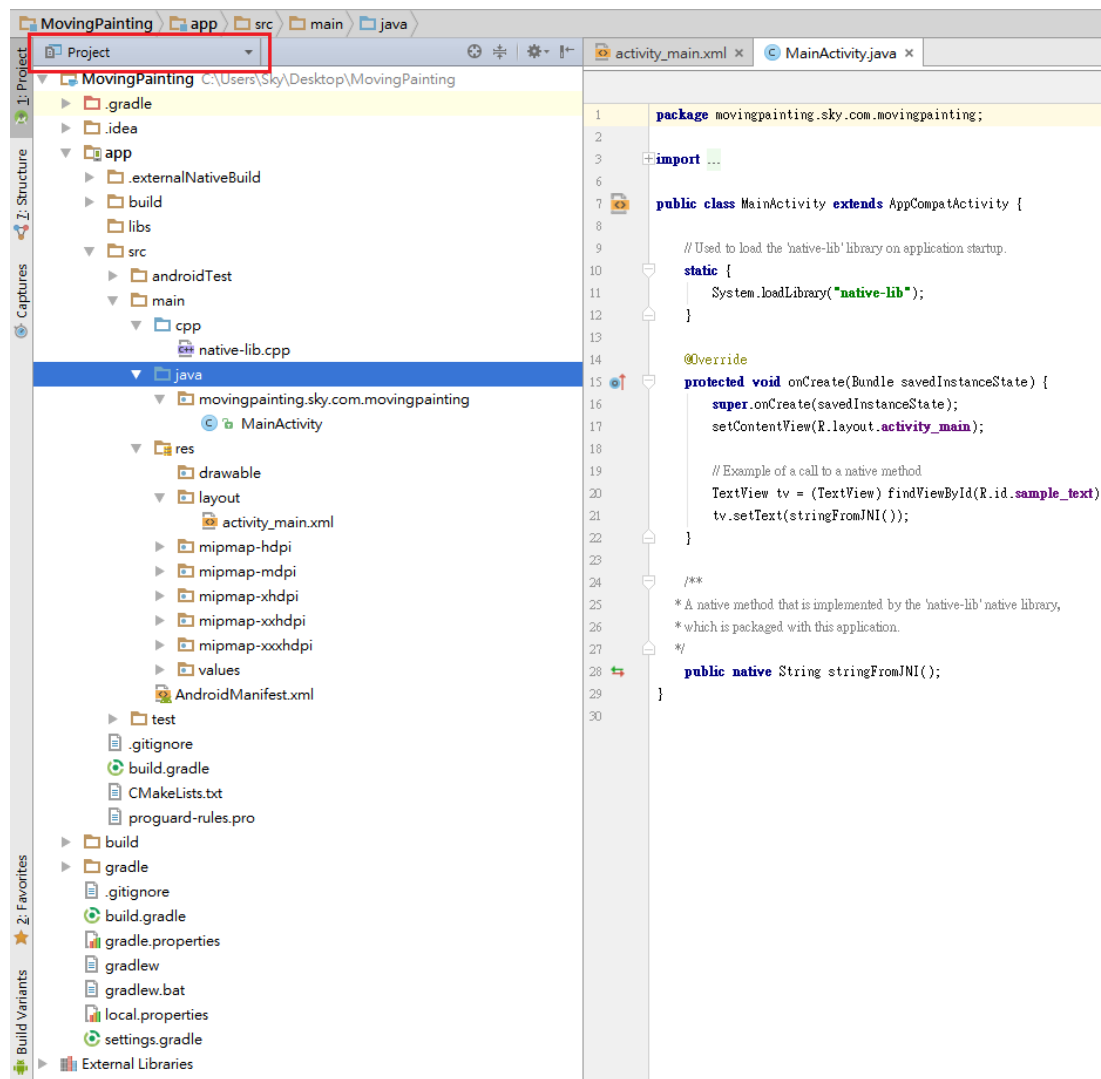 MovingPainting app src main java
Project
activity_main.xml × MainActivity.java ×
1: Project
7: Structure
Captures
2: Favorites
Build Variants
MovingPainting C:\Users\Sky\Desktop\MovingPainting
.gradle
.idea
app
.externalNativeBuild
build
libs
src
androidTest
main
cpp
native-lib.cpp
java
movingpainting.sky.com.movingpainting
MainActivity
res
drawable
layout
activity_main.xml
mipmap-hdpi
mipmap-mdpi
mipmap-xhdpi
mipmap-xxhdpi
mipmap-xxxhdpi
values
AndroidManifest.xml
test
.gitignore
build.gradle
CMakeLists.txt
proguard-rules.pro
build
gradle
.gitignore
build.gradle
gradle.properties
gradlew
gradlew.bat
local.properties
settings.gradle
External Libraries
1 package movingpainting.sky.com.movingpainting;
2
3 import ...
6
7 public class MainActivity extends AppCompatActivity {
8
9 // Used to load the 'native-lib' library on application startup.
10 static {
11 System.loadLibrary("native-lib");
12 }
13
14 @Override
15 protected void onCreate(Bundle savedInstanceState) {
16 super.onCreate(savedInstanceState);
17 setContentView(R.layout.activity_main);
18
19 // Example of a call to a native method
20 TextView tv = (TextView) findViewById(R.id.sample_text)
21 tv.setText(stringFromJNI());
22 }
23
24 /**
25 * A native method that is implemented by the 'native-lib' native library,
26 * which is packaged with this application.
27 */
28 public native String stringFromJNI();
29 }
30